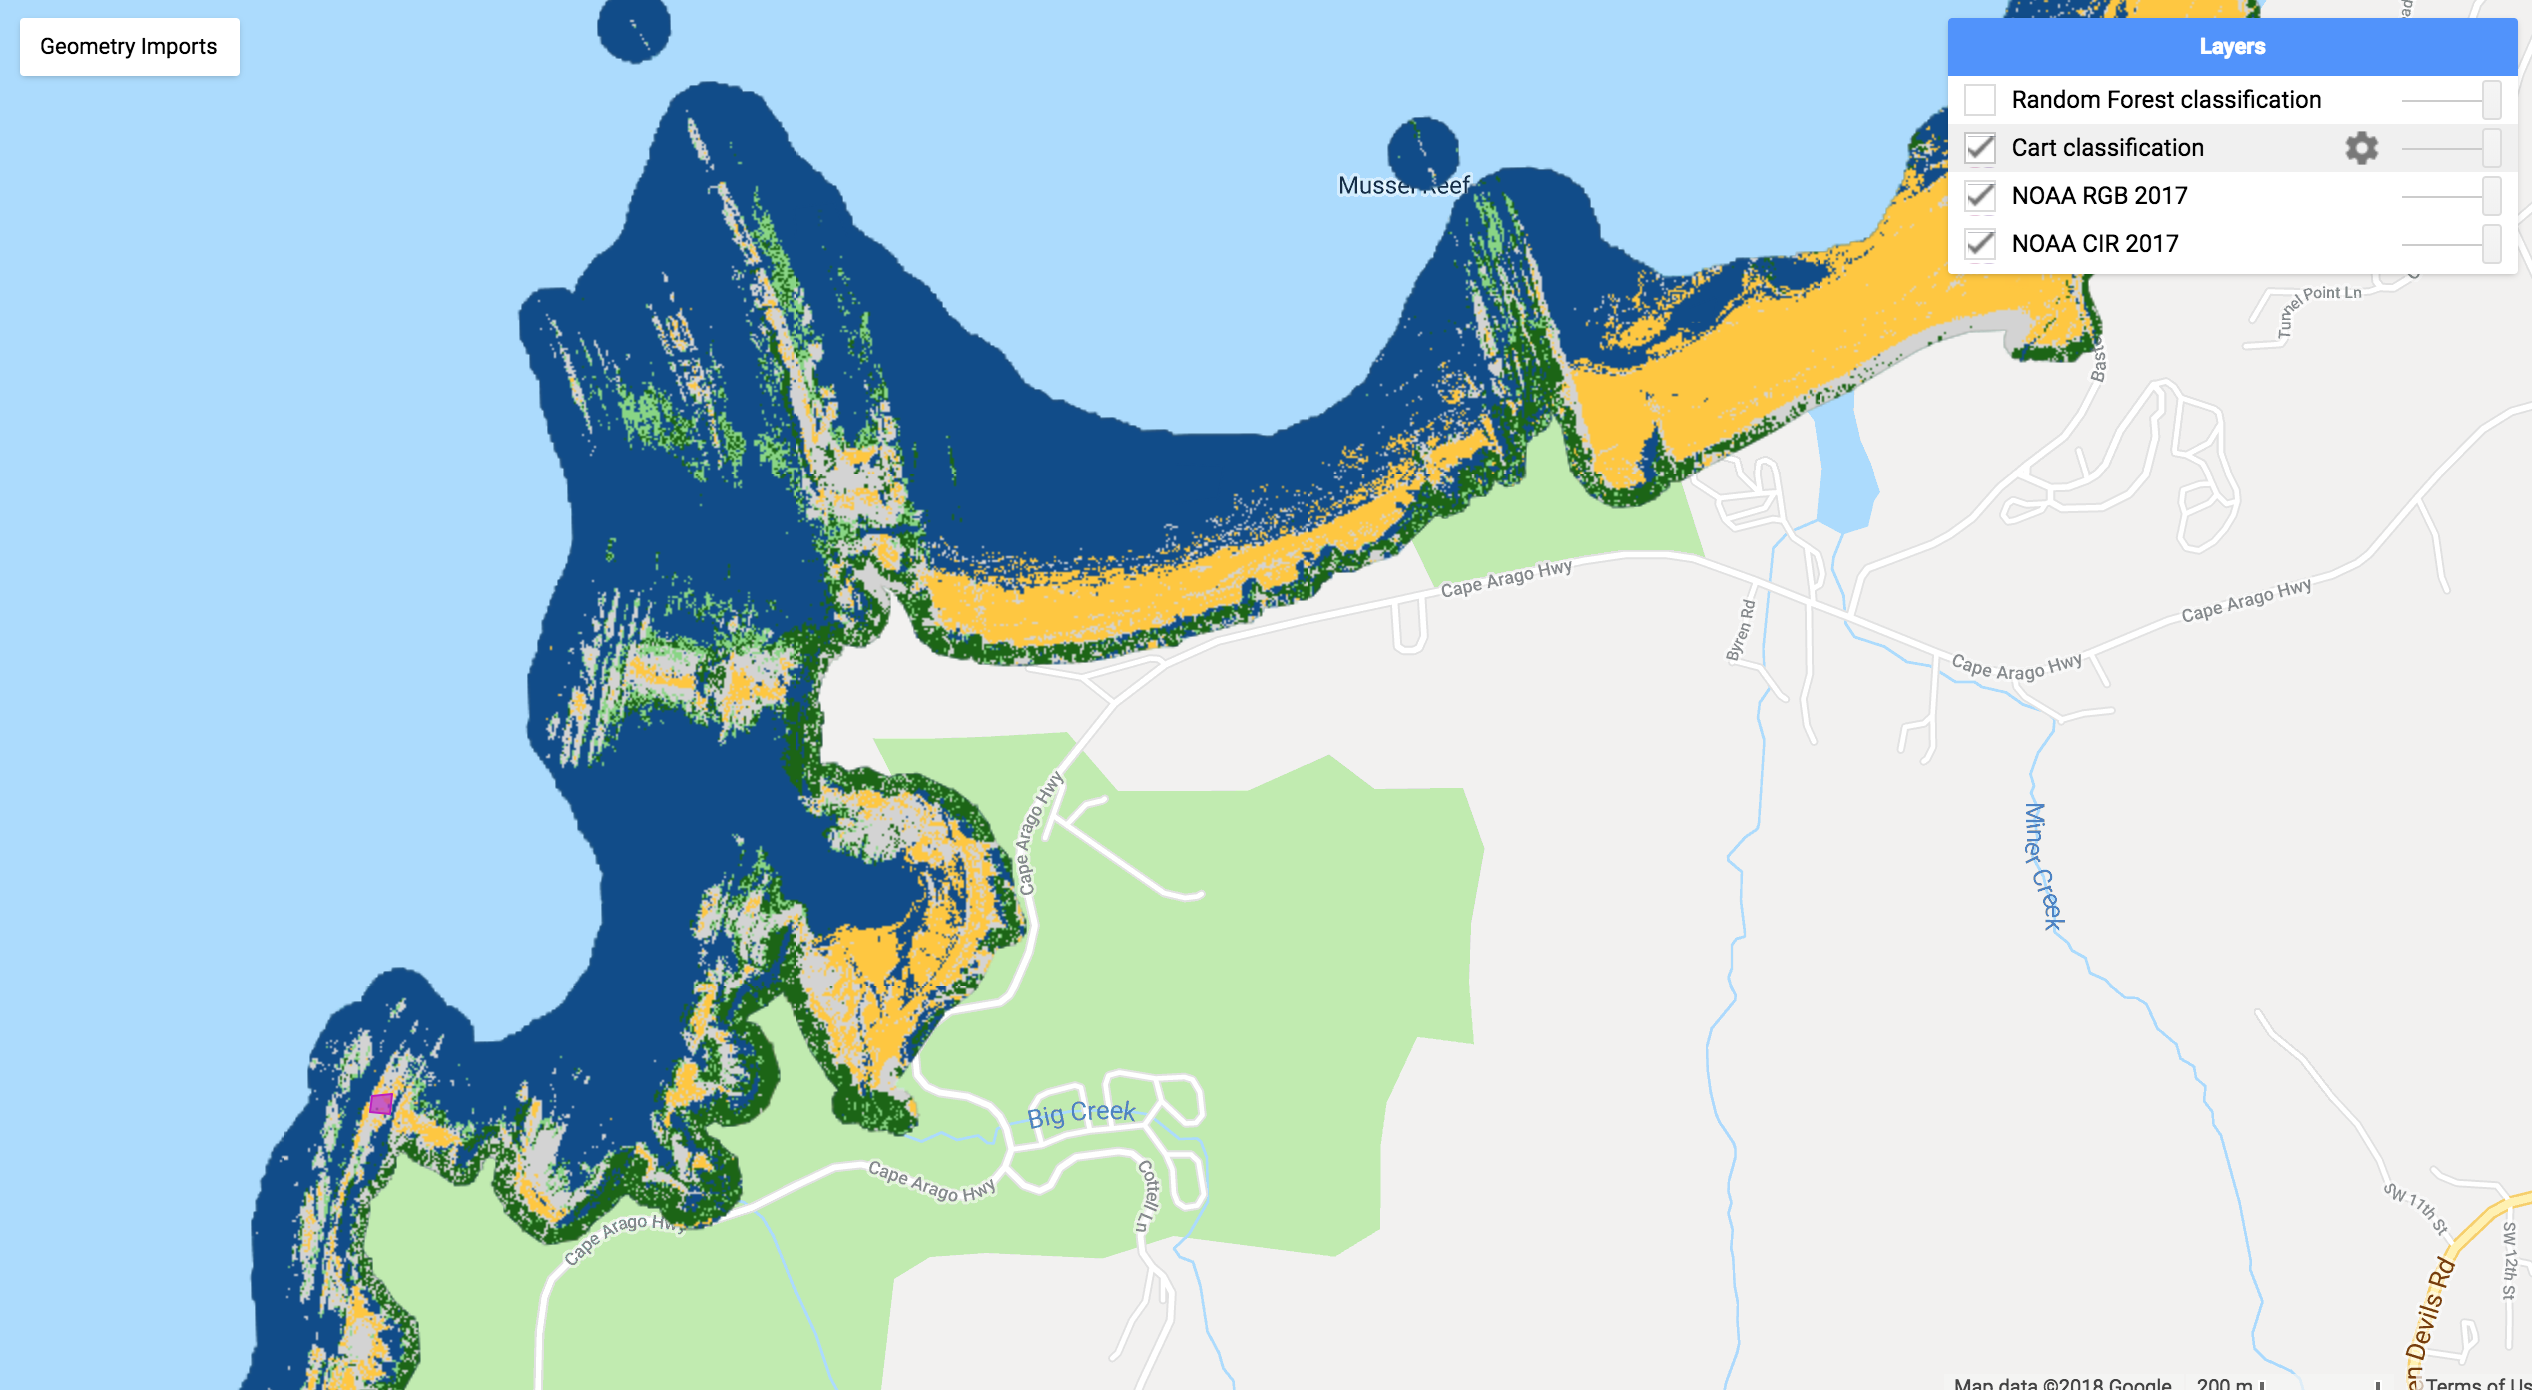 Geometry Imports
Layers
Random Forest classification
Cart classification
NOAA RGB 2017
NOAA CIR 2017
Mussel Reef
Tunnel Point Ln
Cape Arago Hwy
Cape Arago Hwy
Cape Arago Hwy
Byren Rd
Cape Arago Hwy
Miner Creek
Big Creek
Cape Arago Hwy
Cottell Ln
Cape Arago Hwy
SW 11th St
SW 12th St
Devils Rd
Map data ©2018 Google
200 m
Terms of Us